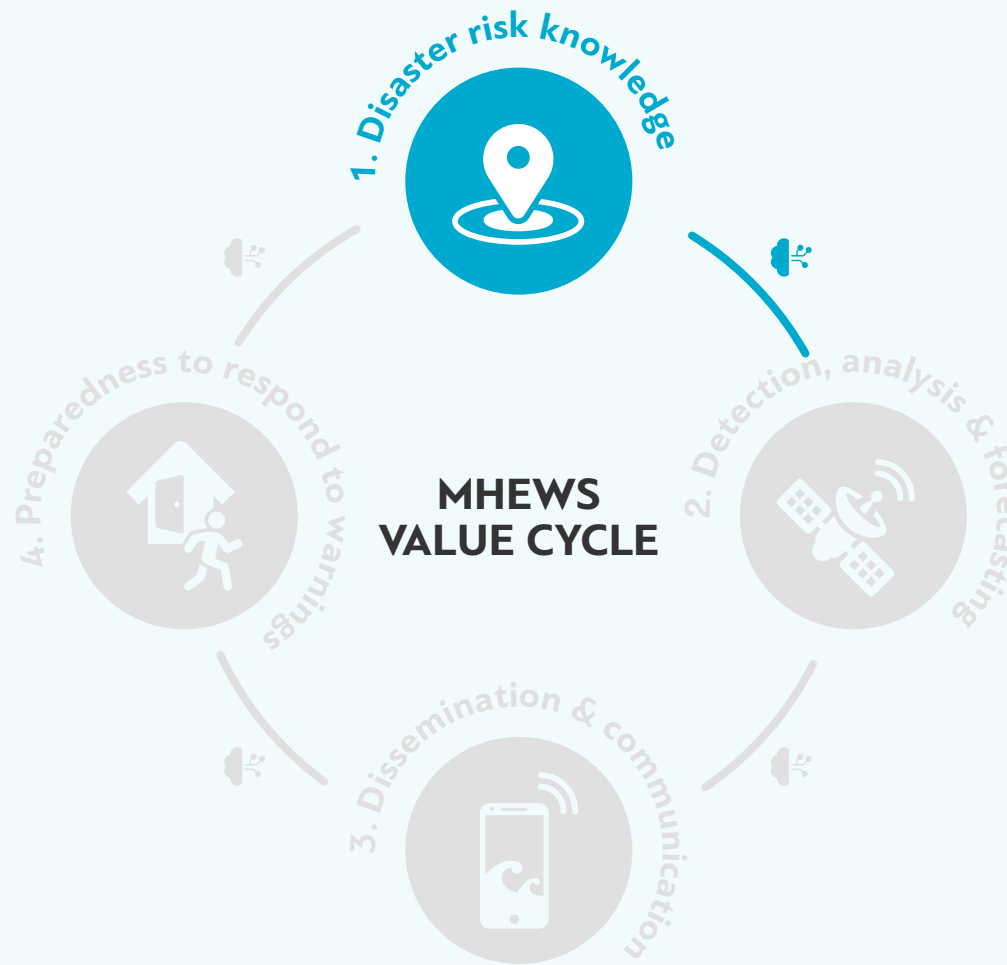 1. Disaster risk knowledge
2. Detection, analysis & forecasting
MHEWS
VALUE CYCLE
4. Preparedness to respond to warnings
3. Dissemination & communication